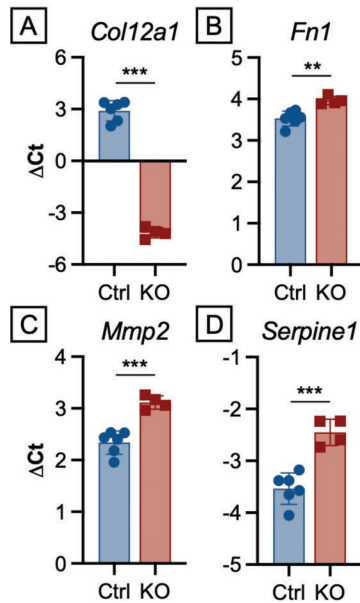 A
Col12a1
***
ΔCt
6
3
0
-3
-6
Ctrl KO
B
Fn1
**
5
4
3
2
1
0
Ctrl KO
C
Mmp2
***
ΔCt
4
3
2
1
0
Ctrl KO
D
Serpine1
***
-1
-2
-3
-4
-5
Ctrl KO